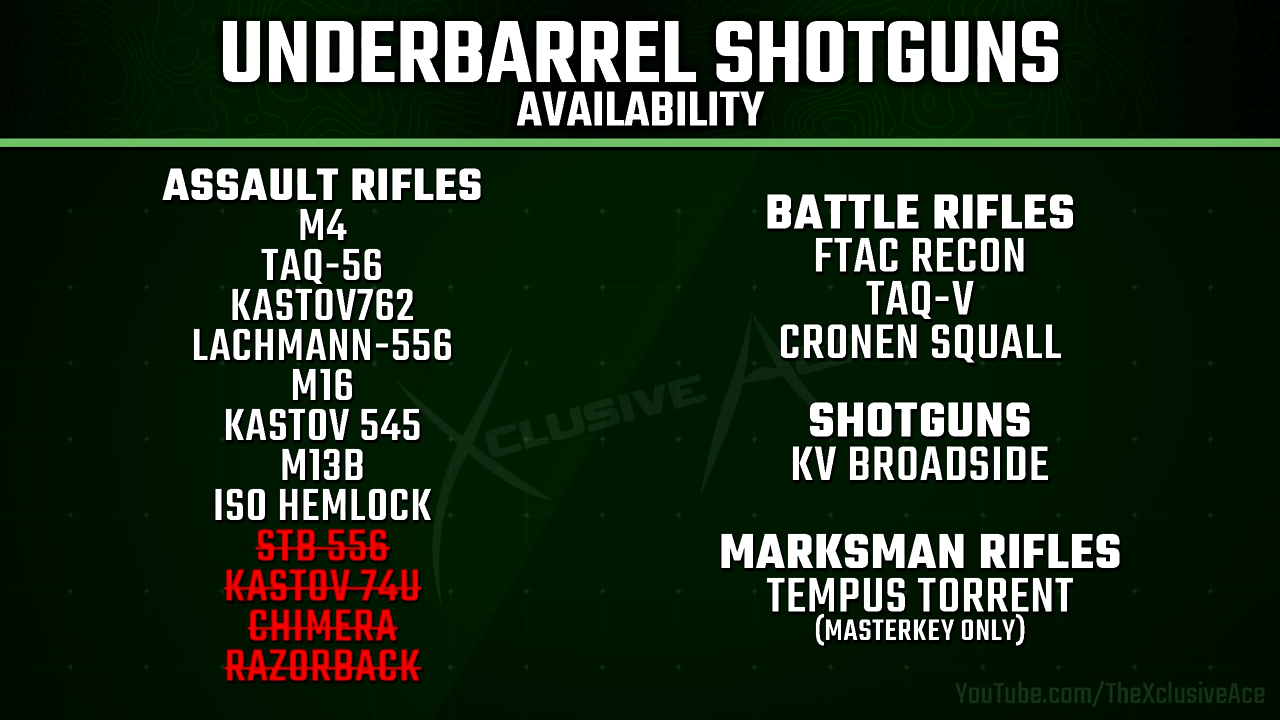 UNDERBARREL SHOTGUNS
AVAILABILITY
ASSAULT RIFLES
M4
TAQ-56
KASTOV762
LACHMANN-556
M16
KASTOV 545
M13B
ISO HEMLOCK
STB 556
KASTOV 74U
CHIMERA
RAZORBACK
BATTLE RIFLES
FTAC RECON
TAQ-V
CRONEN SQUALL
SHOTGUNS
KV BROADSIDE
MARKSMAN RIFLES
TEMPUS TORRENT
(MASTERKEY ONLY)
XCLUSIVE ACE
YouTube.com/TheXclusiveAce